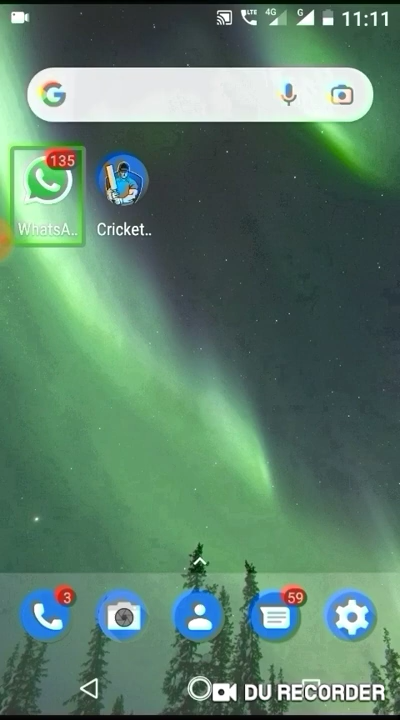 LTE 4G G 11:11
G
135
WhatsA.. Cricket..
3 59
DU RECORDER